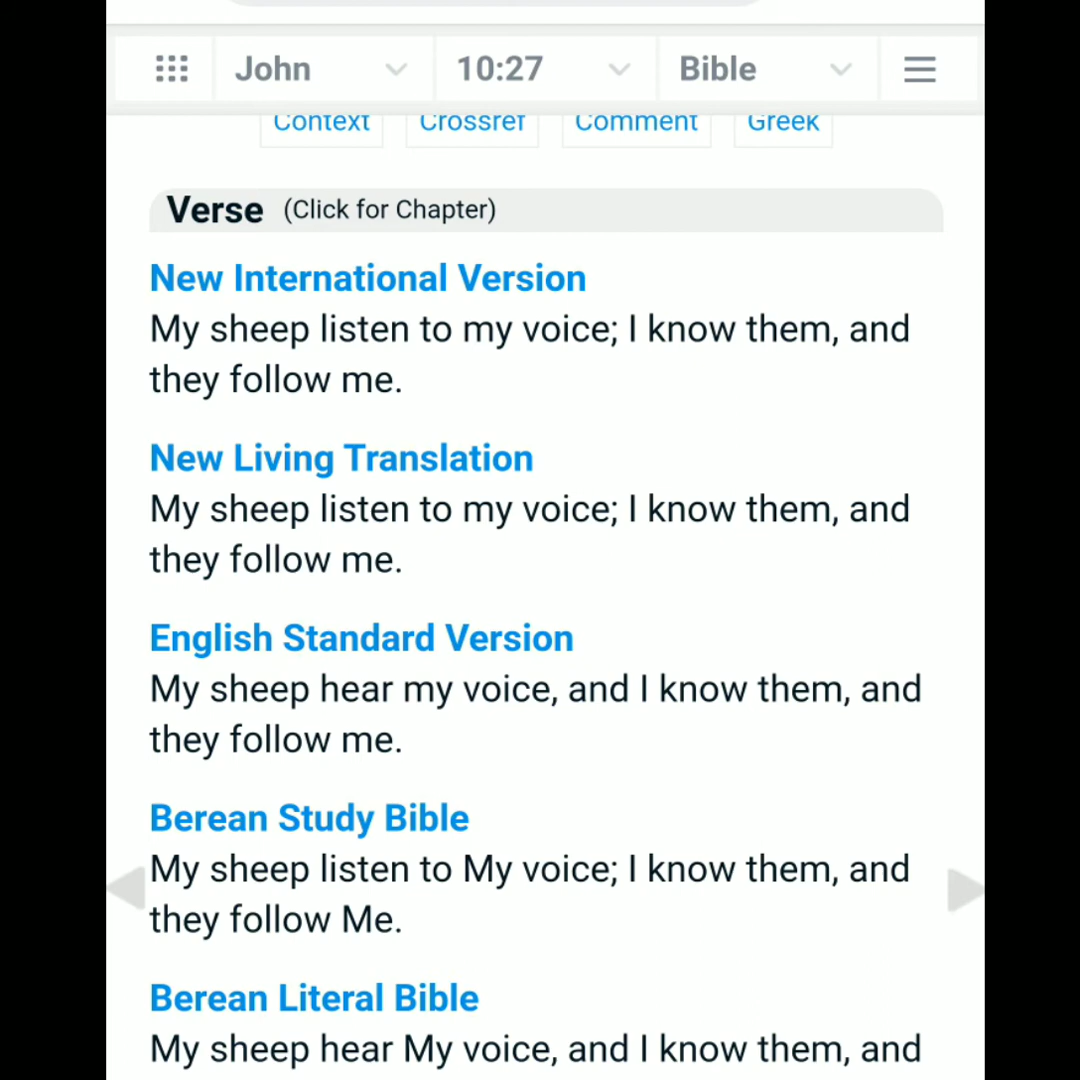 John 10:27 Bible
Context Crossref Comment Greek
Verse (Click for Chapter)
New International Version
My sheep listen to my voice; I know them, and
they follow me.
New Living Translation
My sheep listen to my voice; I know them, and
they follow me.
English Standard Version
My sheep hear my voice, and I know them, and
they follow me.
Berean Study Bible
My sheep listen to My voice; I know them, and
they follow Me.
Berean Literal Bible
My sheep hear My voice, and I know them, and